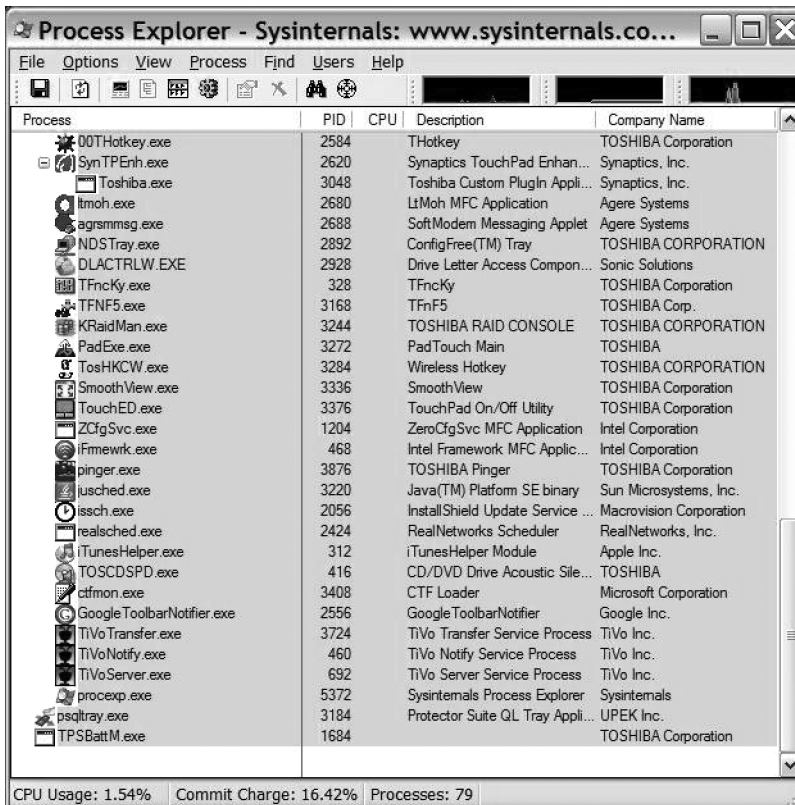 Process Explorer - Sysinternals: www.sysinternals.co...
File Options View Process Find Users Help
Process PID CPU Description Company Name
00THotkey.exe 2584 THotkey TOSHIBA Corporation
SynTPEnh.exe 2620 Synaptics TouchPad Enhan... Synaptics, Inc.
Toshiba.exe 3048 Toshiba Custom PlugIn Appli... Synaptics, Inc.
ltmoh.exe 2680 LtMoh MFC Application Agere Systems
agrsmmsg.exe 2688 SoftModem Messaging Applet Agere Systems
NDSTray.exe 2892 ConfigFree(TM) Tray TOSHIBA CORPORATION
DLACTRLW.EXE 2928 Drive Letter Access Compon... Sonic Solutions
TFncKy.exe 328 TFncKy TOSHIBA Corporation
TFNF5.exe 3168 TFnF5 TOSHIBA Corp.
KRaidMan.exe 3244 TOSHIBA RAID CONSOLE TOSHIBA CORPORATION
PadExe.exe 3272 PadTouch Main TOSHIBA
TosHKCW.exe 3284 Wireless Hotkey TOSHIBA CORPORATION
SmoothView.exe 3336 SmoothView TOSHIBA Corporation
TouchED.exe 3376 TouchPad On/Off Utility TOSHIBA Corporation
ZCfgSvc.exe 1204 ZeroCfgSvc MFC Application Intel Corporation
iFrmewrk.exe 468 Intel Framework MFC Applic... Intel Corporation
pinger.exe 3876 TOSHIBA Pinger TOSHIBA Corporation
jusched.exe 3220 Java(TM) Platform SE binary Sun Microsystems, Inc.
issch.exe 2056 InstallShield Update Service ... Macrovision Corporation
realsched.exe 2424 RealNetworks Scheduler RealNetworks, Inc.
iTunesHelper.exe 312 iTunesHelper Module Apple Inc.
TOSCDSPD.exe 416 CD/DVD Drive Acoustic Sile... TOSHIBA
ctfmon.exe 3408 CTF Loader Microsoft Corporation
GoogleToolbarNotifier.exe 2556 GoogleToolbarNotifier Google Inc.
TiVoTransfer.exe 3724 TiVo Transfer Service Process TiVo Inc.
TiVoNotify.exe 460 TiVo Notify Service Process TiVo Inc.
TiVoServer.exe 692 TiVo Server Service Process TiVo Inc.
procexp.exe 5372 Sysinternals Process Explorer Sysinternals
psqltray.exe 3184 Protector Suite QL Tray Appli... UPEK Inc.
TPSBattM.exe 1684 TOSHIBA Corporation
CPU Usage: 1.54% Commit Charge: 16.42% Processes: 79